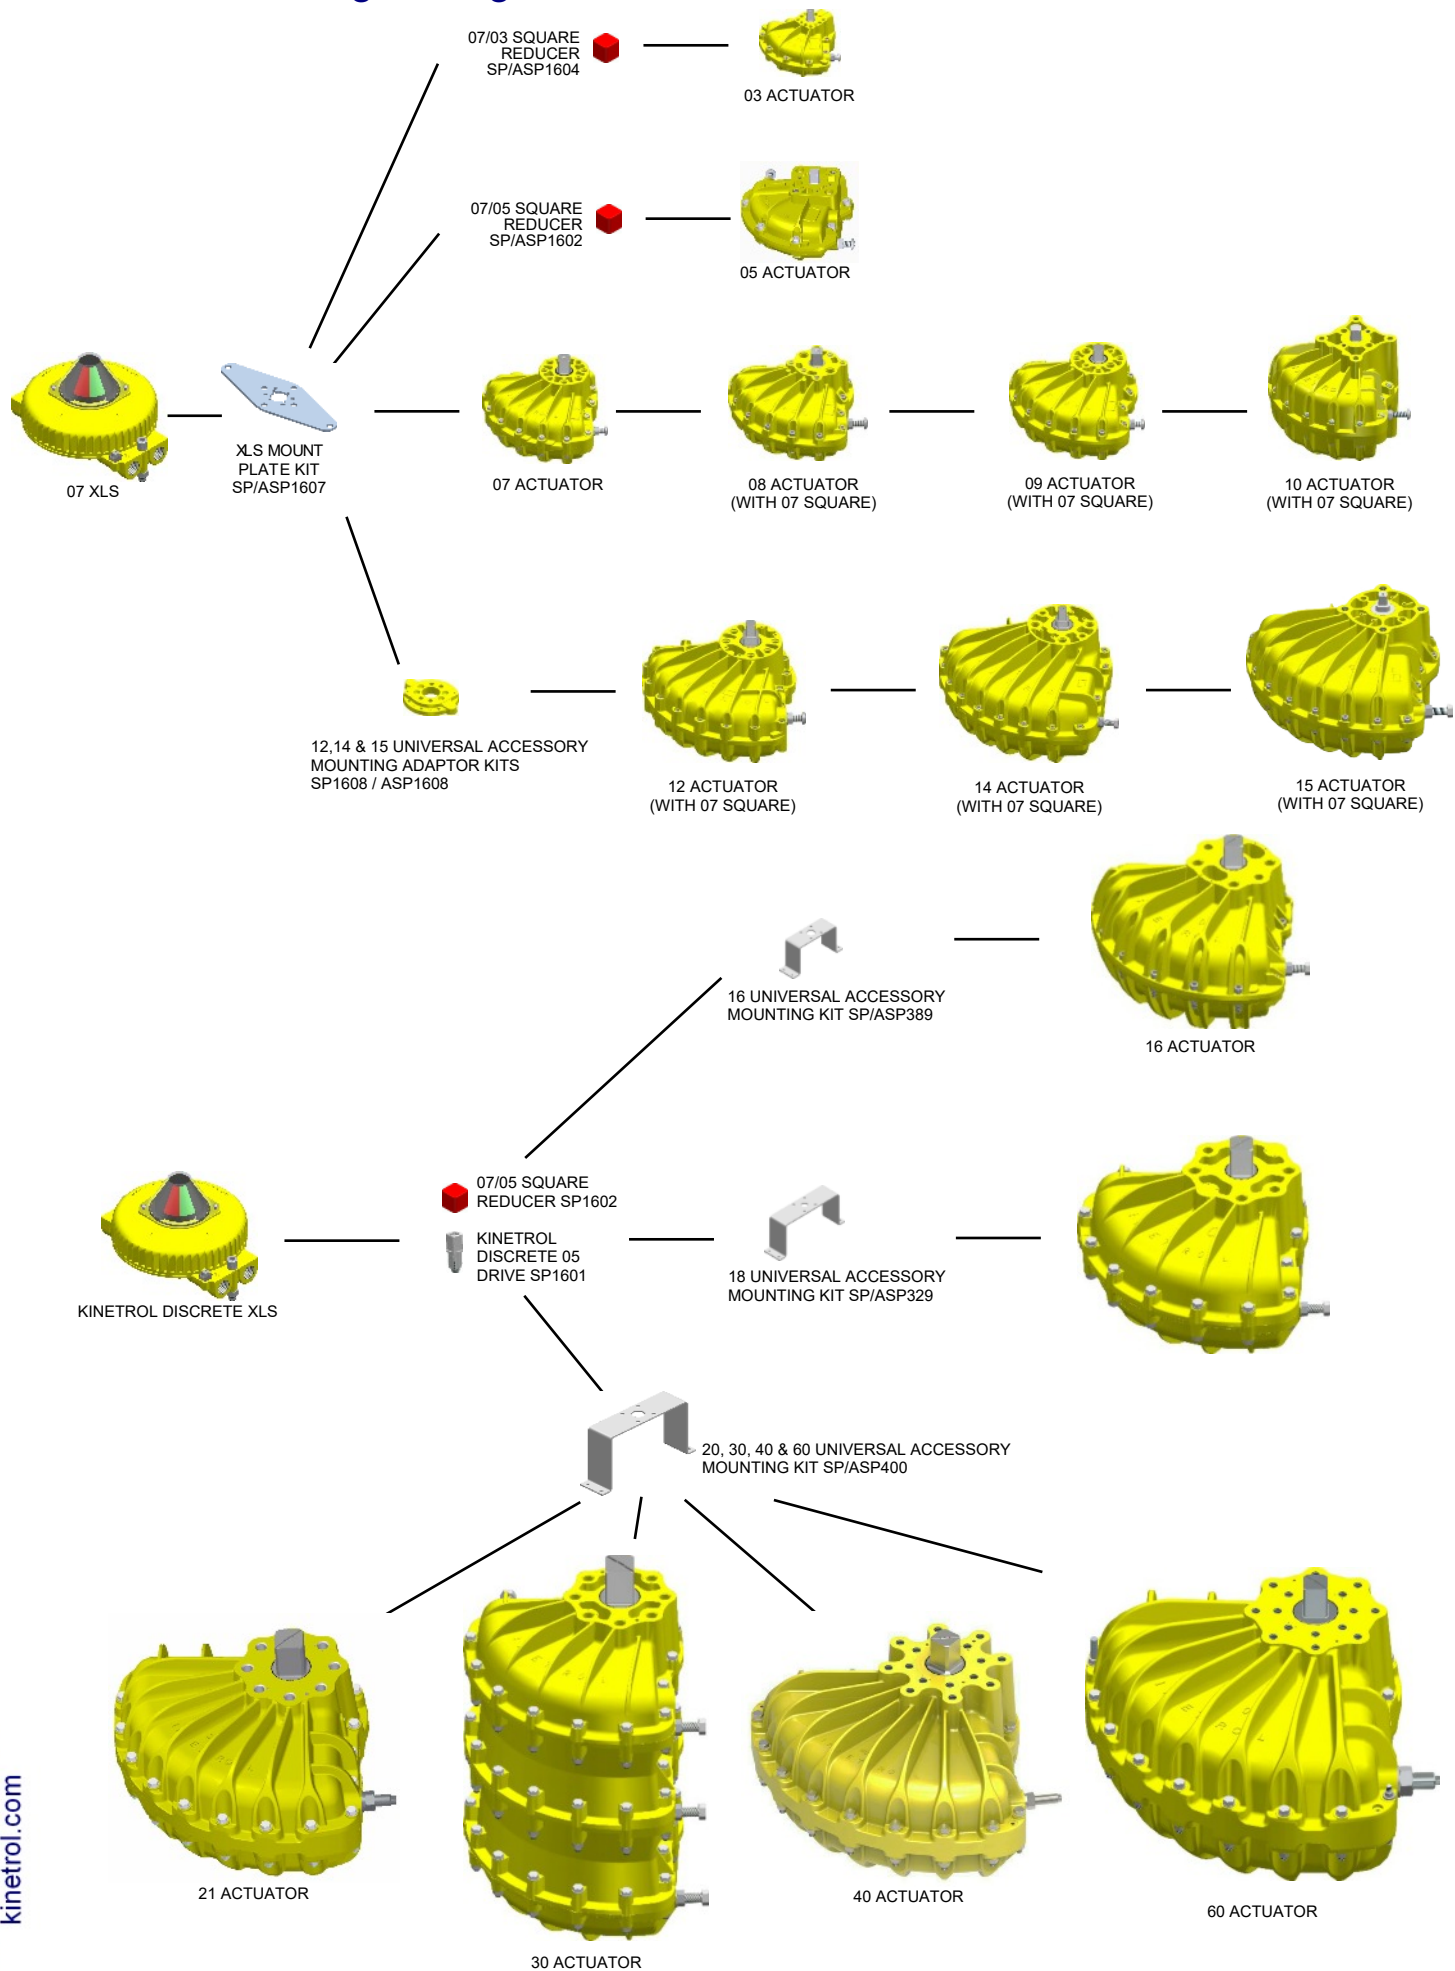 07/03 SQUARE
REDUCER
SP/ASP1604
03 ACTUATOR
07/05 SQUARE
REDUCER
SP/ASP1602
05 ACTUATOR
07 XLS
XLS MOUNT
PLATE KIT
SP/ASP1607
07 ACTUATOR
08 ACTUATOR
(WITH 07 SQUARE)
09 ACTUATOR
(WITH 07 SQUARE)
10 ACTUATOR
(WITH 07 SQUARE)
12,14 & 15 UNIVERSAL ACCESSORY
MOUNTING ADAPTOR KITS
SP1608 / ASP1608
12 ACTUATOR
(WITH 07 SQUARE)
14 ACTUATOR
(WITH 07 SQUARE)
15 ACTUATOR
(WITH 07 SQUARE)
16 UNIVERSAL ACCESSORY
MOUNTING KIT SP/ASP389
16 ACTUATOR
KINETROL DISCRETE XLS
07/05 SQUARE
REDUCER SP1602
KINETROL
DISCRETE 05
DRIVE SP1601
18 UNIVERSAL ACCESSORY
MOUNTING KIT SP/ASP329
20, 30, 40 & 60 UNIVERSAL ACCESSORY
MOUNTING KIT SP/ASP400
21 ACTUATOR
30 ACTUATOR
40 ACTUATOR
60 ACTUATOR
kinetrol.com